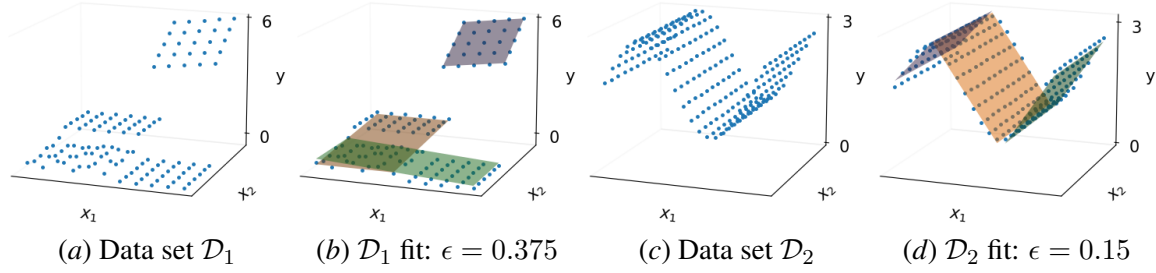 6
y
0
x₂
x₁
6
y
0
x₂
x₁
3
y
0
x₂
x₁
3
y
0
x₂
x₁
(a) Data set 𝒟₁
(b) 𝒟₁ fit: ϵ = 0.375
(c) Data set 𝒟₂
(d) 𝒟₂ fit: ϵ = 0.15